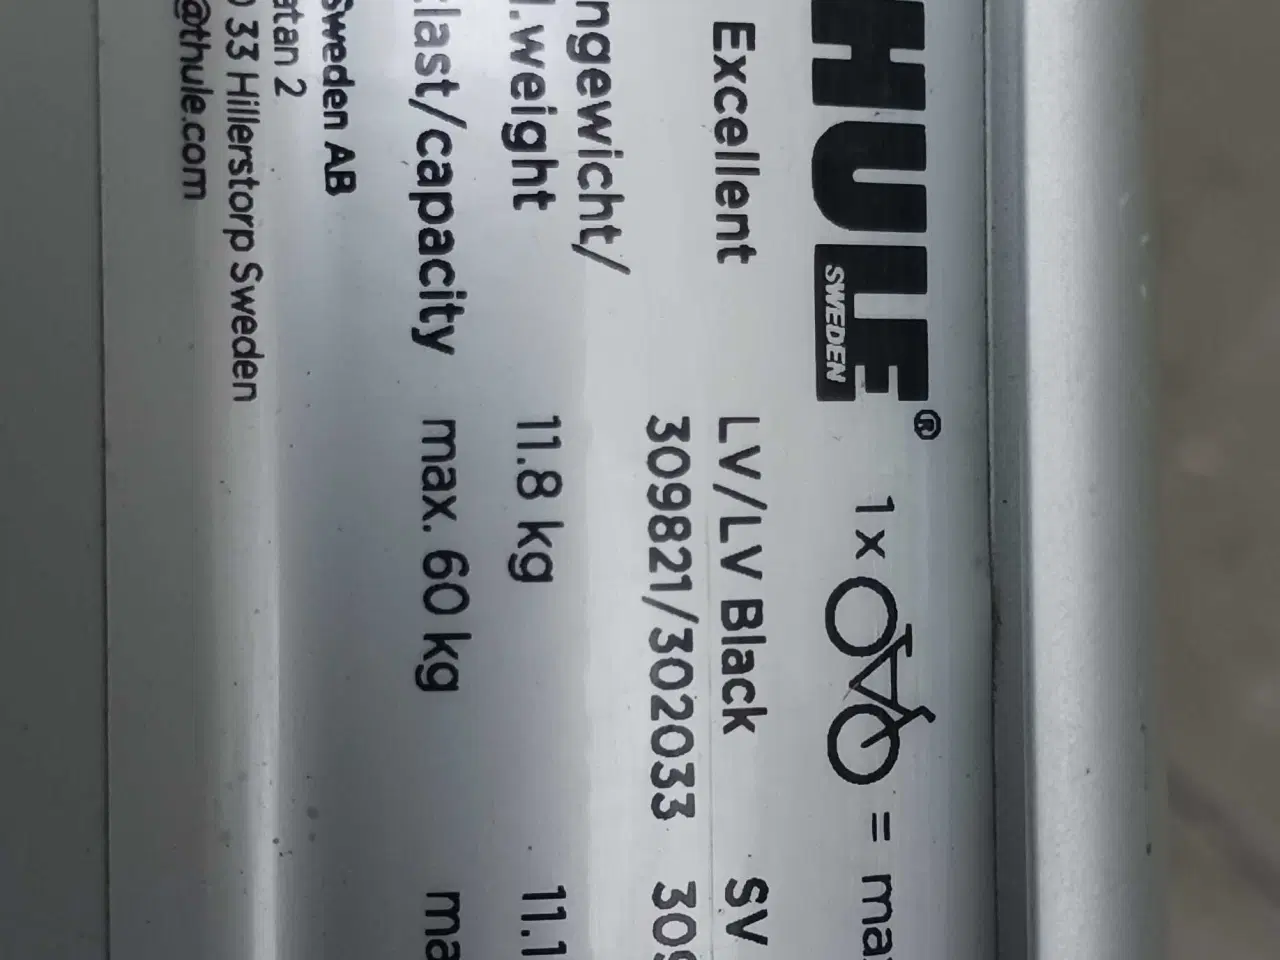 HULE® 1x = ma
SWEDEN
Excellent LV/LV Black SV
309821/302033 309
ngewicht/
.weight 11.8 kg 11.1
last/capacity max. 60 kg ma
Sweden AB
atan 2
33 Hillerstorp Sweden
@thule.com